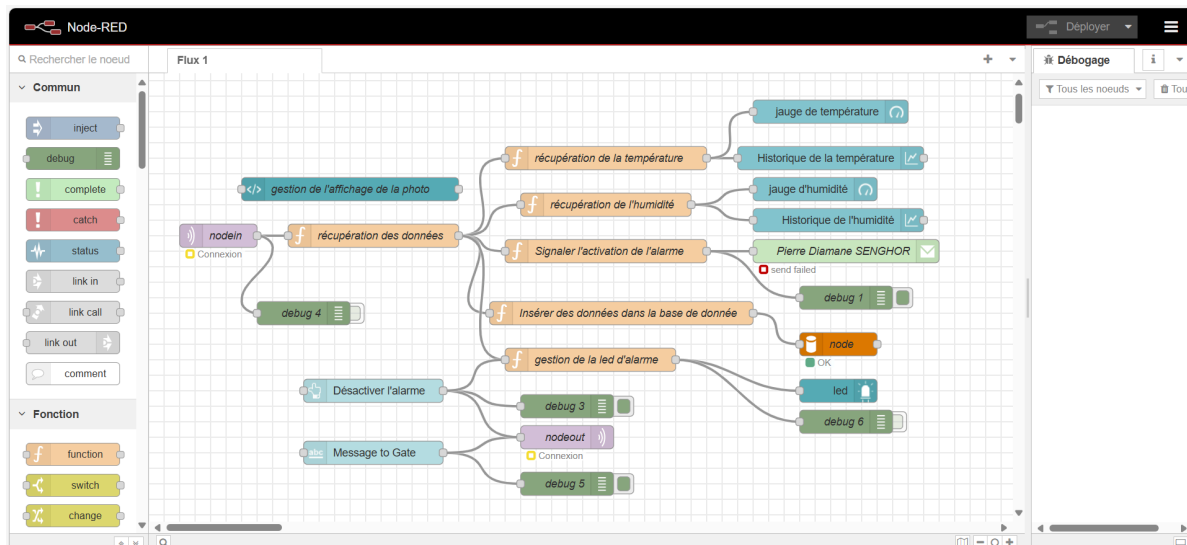 Node-RED
Déployer
Rechercher le noeud
Flux 1
Débogage
i
Commun
Tous les noeuds
Tou
inject
debug
complete
catch
status
link in
link call
link out
comment
Fonction
function
switch
change
jauge de température
récupération de la température
Historique de la température
gestion de l'affichage de la photo
jauge d'humidité
récupération de l'humidité
Historique de l'humidité
nodein
Connexion
récupération des données
Signaler l'activation de l'alarme
Pierre Diamane SENGHOR
send failed
debug 1
debug 4
Insérer des données dans la base de donnée
node
OK
gestion de la led d'alarme
Désactiver l'alarme
led
debug 3
debug 6
nodeout
Connexion
abc
Message to Gate
debug 5